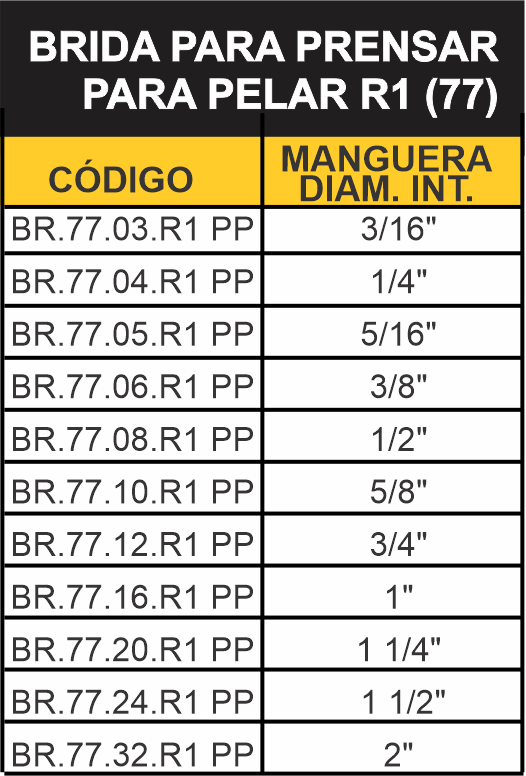 BRIDA PARA PRENSAR
PARA PELAR R1 (77)
CÓDIGO
MANGUERA
DIAM. INT.
BR.77.03.R1 PP 3/16"
BR.77.04.R1 PP 1/4"
BR.77.05.R1 PP 5/16"
BR.77.06.R1 PP 3/8"
BR.77.08.R1 PP 1/2"
BR.77.10.R1 PP 5/8"
BR.77.12.R1 PP 3/4"
BR.77.16.R1 PP 1"
BR.77.20.R1 PP 1 1/4"
BR.77.24.R1 PP 1 1/2"
BR.77.32.R1 PP 2"